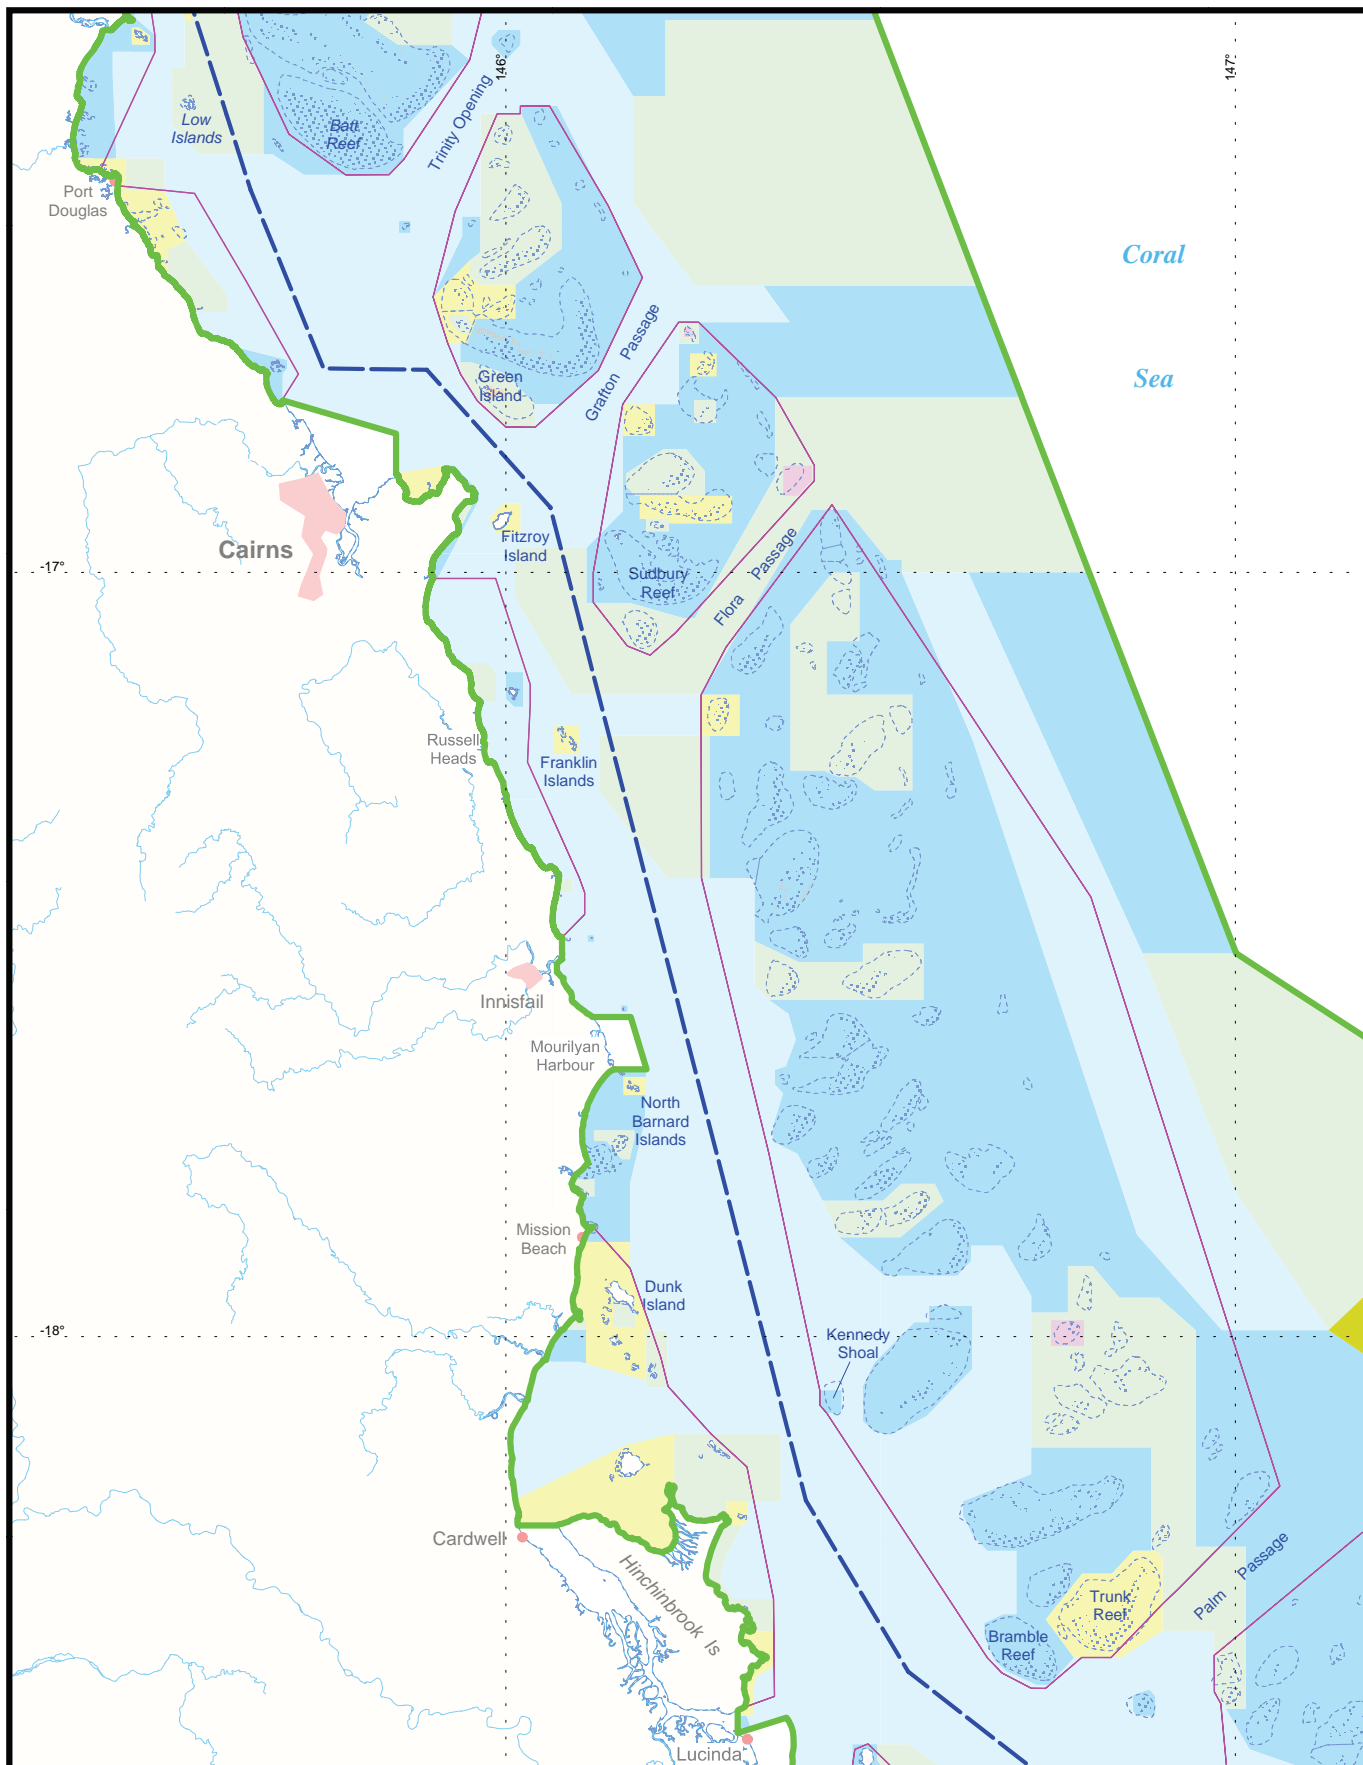 146°
147°
Low
Islands
Batt
Reef
Trinity Opening
Port
Douglas
Coral
Sea
Grafton Passage
Green
Island
Cairns
Fitzroy
Island
-17°
Sudbury
Reef
Flora Passage
Russell
Heads
Franklin
Islands
Innisfail
Mourilyan
Harbour
North
Barnard
Islands
Mission
Beach
Dunk
Island
-18°
Kennedy
Shoal
Cardwell
Hinchinbrook Is
Trunk
Reef
Palm Passage
Bramble
Reef
Lucinda